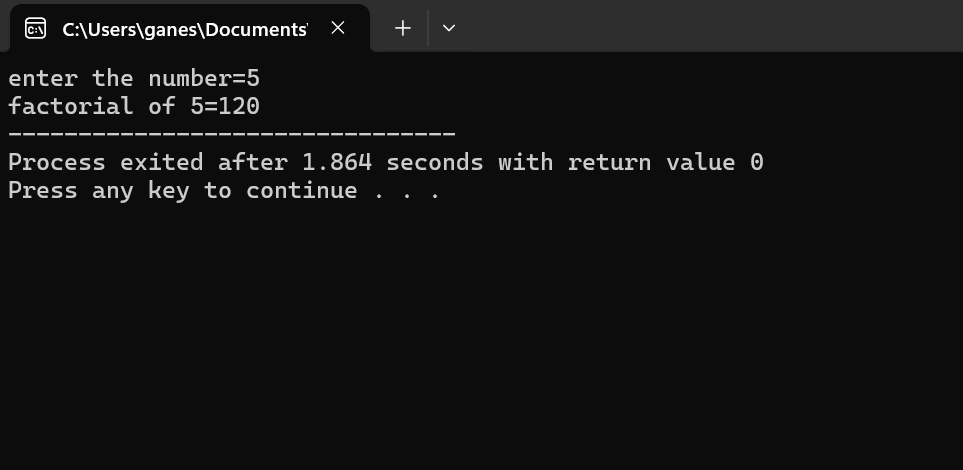 C:\Users\ganes\Documents\
enter the number=5
factorial of 5=120
--------------------------------
Process exited after 1.864 seconds with return value 0
Press any key to continue . . .